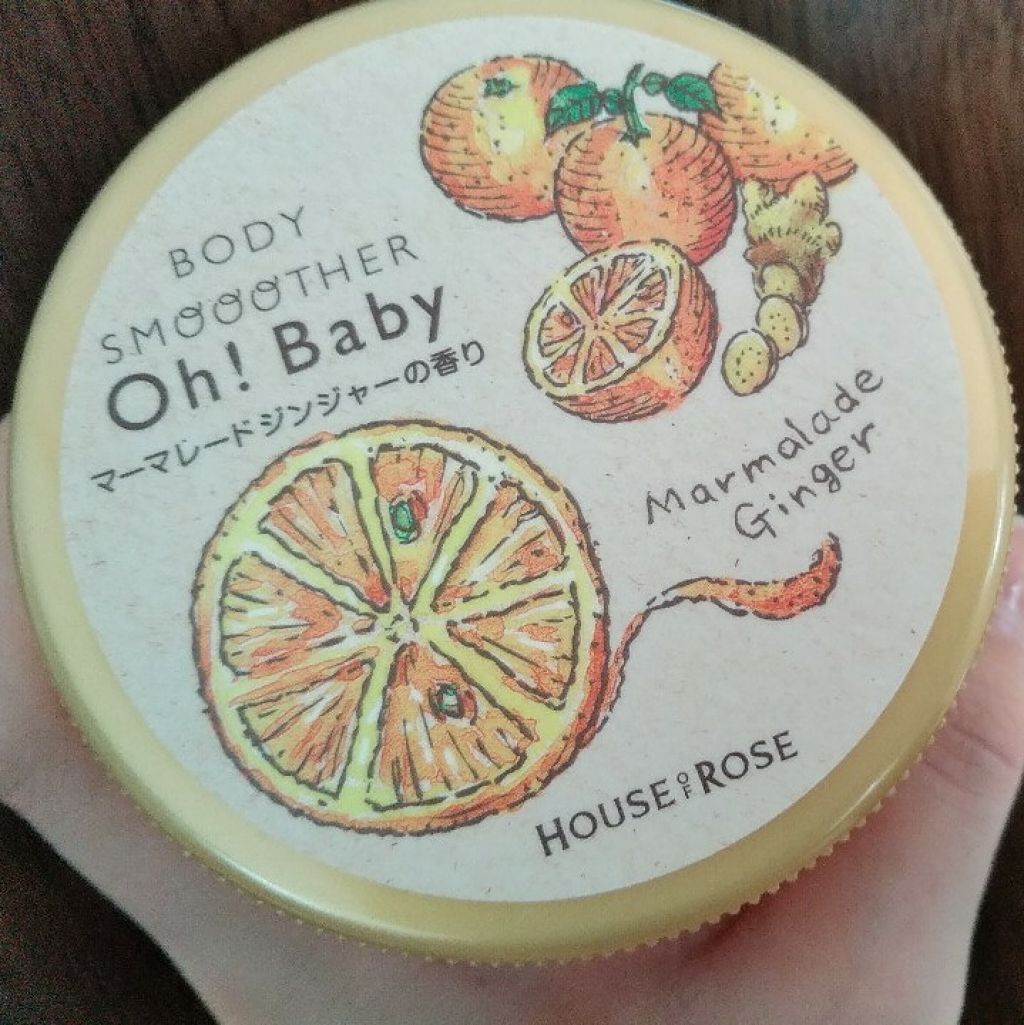 BODY
SMOOOTHER
Oh! Baby
マーマレードジンジャーの香り
Marmalade
Ginger
HOUSE OF ROSE